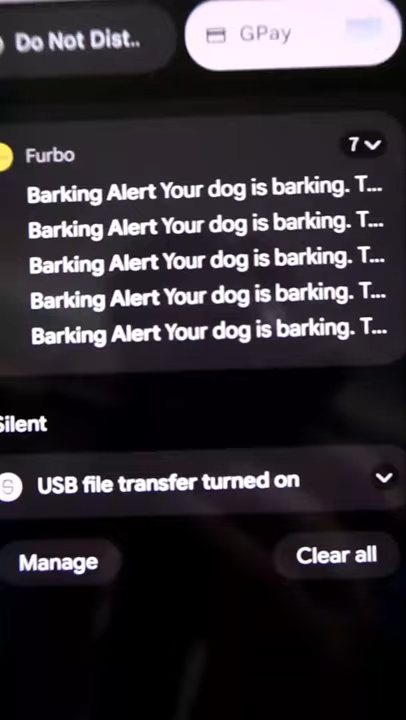 Do Not Dist..
GPay
Furbo
7
Barking Alert Your dog is barking. T...
Barking Alert Your dog is barking. T...
Barking Alert Your dog is barking. T...
Barking Alert Your dog is barking. T...
Barking Alert Your dog is barking. T...
Silent
USB file transfer turned on
Manage
Clear all